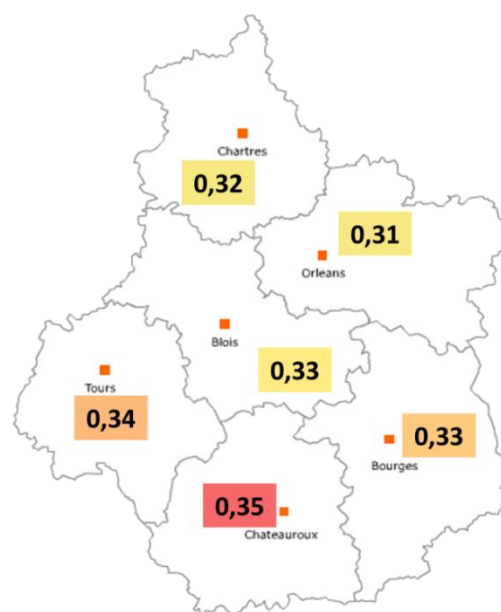 Chartres
0,32
0,31
Orleans
Blois
0,33
Tours
0,34
0,33
Bourges
0,35
Chateauroux